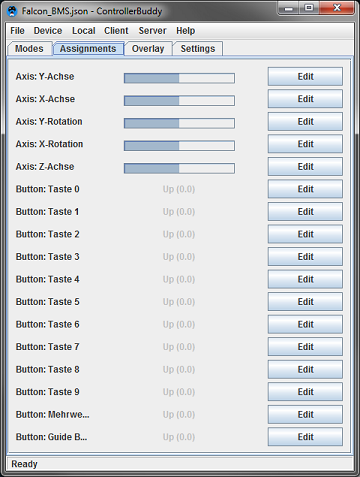 Falcon_BMS.json - ControllerBuddy
File Device Local Client Server Help
Modes Assignments Overlay Settings
Axis: Y-Achse Edit
Axis: X-Achse Edit
Axis: Y-Rotation Edit
Axis: X-Rotation Edit
Axis: Z-Achse Edit
Button: Taste 0 Up (0.0) Edit
Button: Taste 1 Up (0.0) Edit
Button: Taste 2 Up (0.0) Edit
Button: Taste 3 Up (0.0) Edit
Button: Taste 4 Up (0.0) Edit
Button: Taste 5 Up (0.0) Edit
Button: Taste 6 Up (0.0) Edit
Button: Taste 7 Up (0.0) Edit
Button: Taste 8 Up (0.0) Edit
Button: Taste 9 Up (0.0) Edit
Button: Mehrwe... Up (0.0) Edit
Button: Guide B... Up (0.0) Edit
Ready